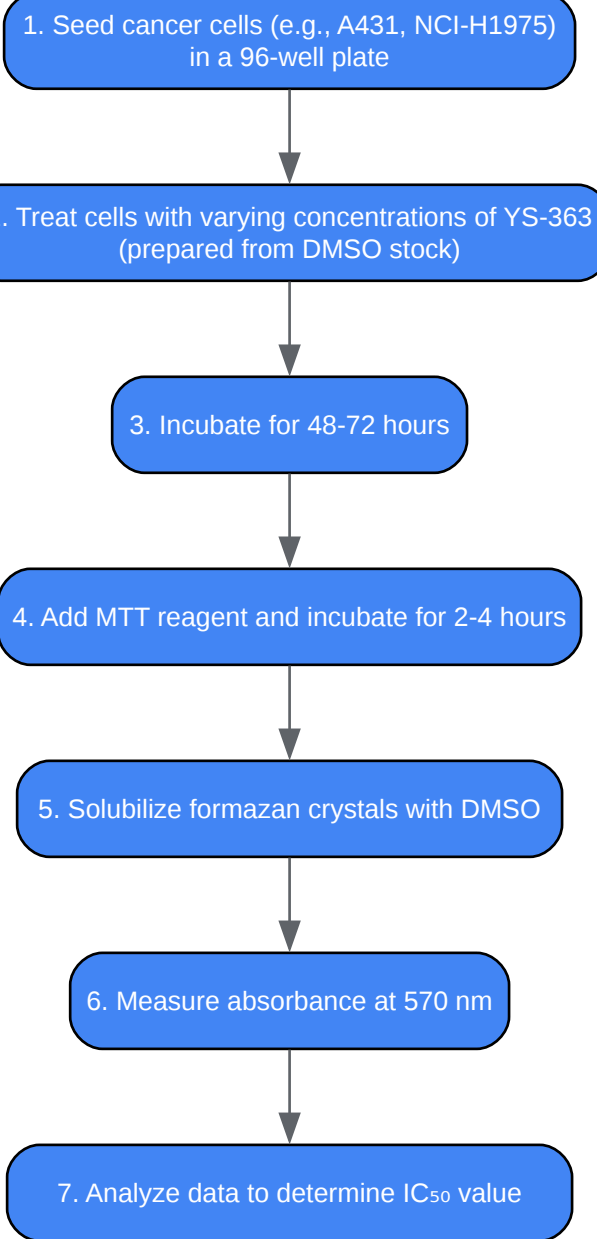 1. Seed cancer cells (e.g., A431, NCI-H1975)
in a 96-well plate
. Treat cells with varying concentrations of YS-363
(prepared from DMSO stock)
3. Incubate for 48-72 hours
4. Add MTT reagent and incubate for 2-4 hours
5. Solubilize formazan crystals with DMSO
6. Measure absorbance at 570 nm
7. Analyze data to determine IC₅₀ value